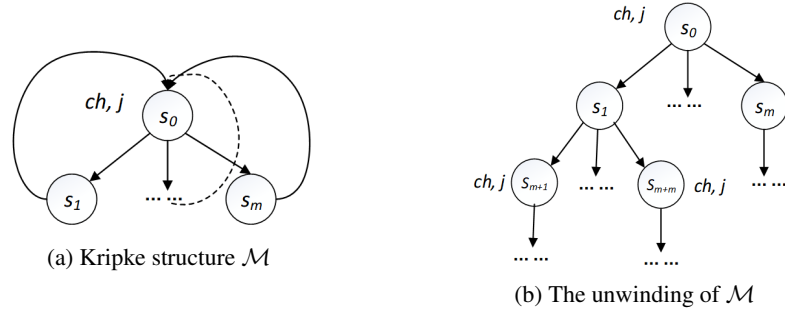 ch, j
s0
s1
... ...
sm
(a) Kripke structure M
ch, j
s0
s1
... ...
sm
ch, j
sm+1
... ...
sm+m
ch, j
... ...
... ...
... ...
(b) The unwinding of M